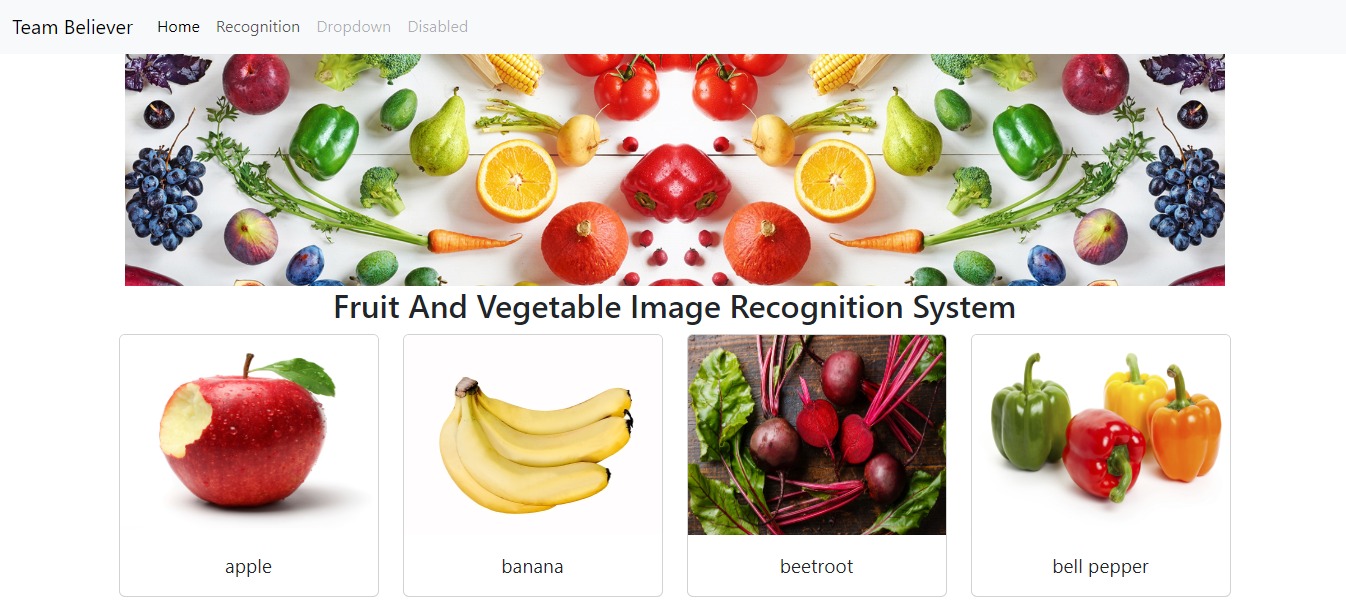 Team Believer Home Recognition Dropdown Disabled
Fruit And Vegetable Image Recognition System
apple banana beetroot bell pepper